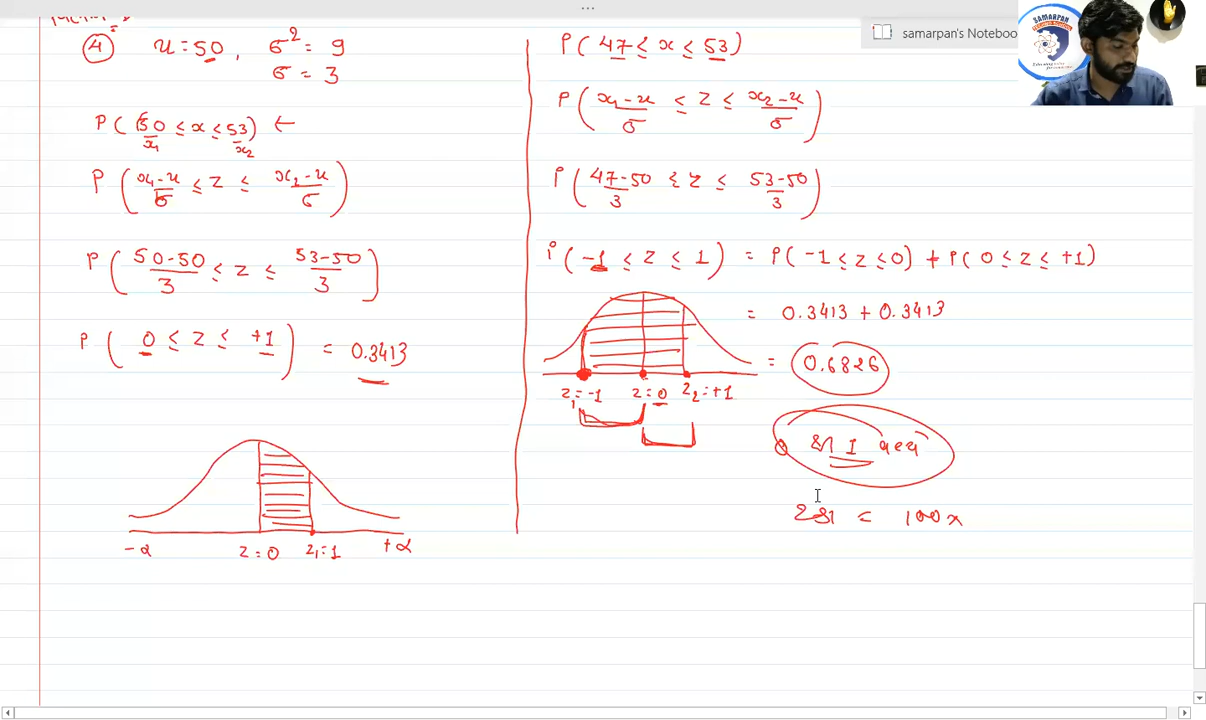 ④ u = 50 , σ² = 9
σ = 3
P( 50 ≤ x ≤ 53 ) ←
x₁ x₂
P( x₁-u/σ ≤ z ≤ x₂-u/σ )
P( 50-50/3 ≤ z ≤ 53-50/3 )
P( 0 ≤ z ≤ +1 ) = 0.3413
-α z=0 z₁=1 +α
P( 47 ≤ x ≤ 53 )
P( x₁-u/σ ≤ z ≤ x₂-u/σ )
P( 47-50/3 ≤ z ≤ 53-50/3 )
P( -1 ≤ z ≤ 1 ) = P( -1 ≤ z ≤ 0 ) + P( 0 ≤ z ≤ +1 )
= 0.3413 + 0.3413
= 0.6826
z₁=-1 z=0 z₂=+1
samarpan's Notebook
SAMARPAN